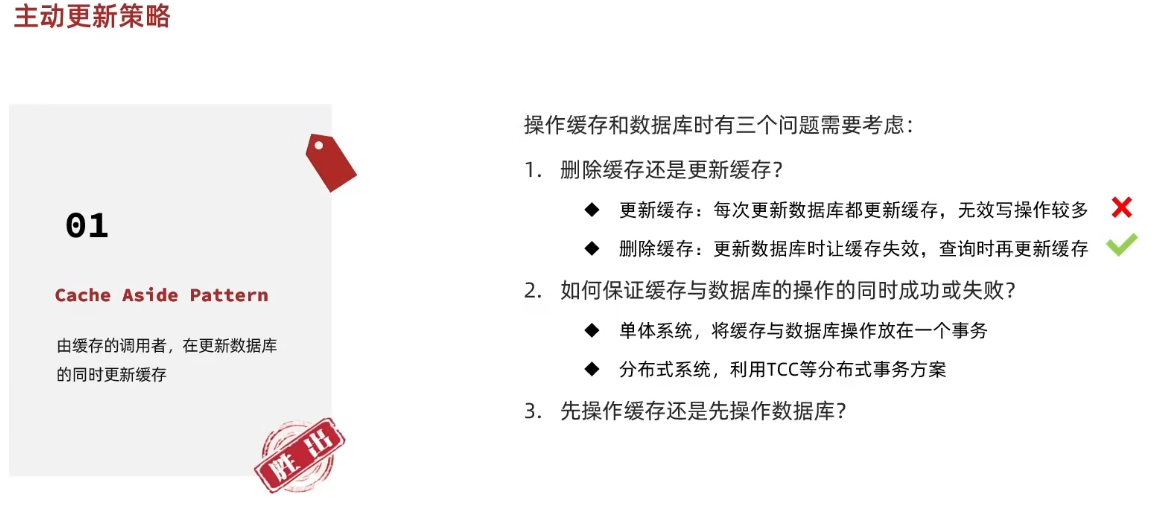 主动更新策略
01
Cache Aside Pattern
由缓存的调用者，在更新数据库
的同时更新缓存
胜出
操作缓存和数据库时有三个问题需要考虑：
1. 删除缓存还是更新缓存？
◆ 更新缓存：每次更新数据库都更新缓存，无效写操作较多
◆ 删除缓存：更新数据库时让缓存失效，查询时再更新缓存
2. 如何保证缓存与数据库的操作的同时成功或失败？
◆ 单体系统，将缓存与数据库操作放在一个事务
◆ 分布式系统，利用TCC等分布式事务方案
3. 先操作缓存还是先操作数据库？